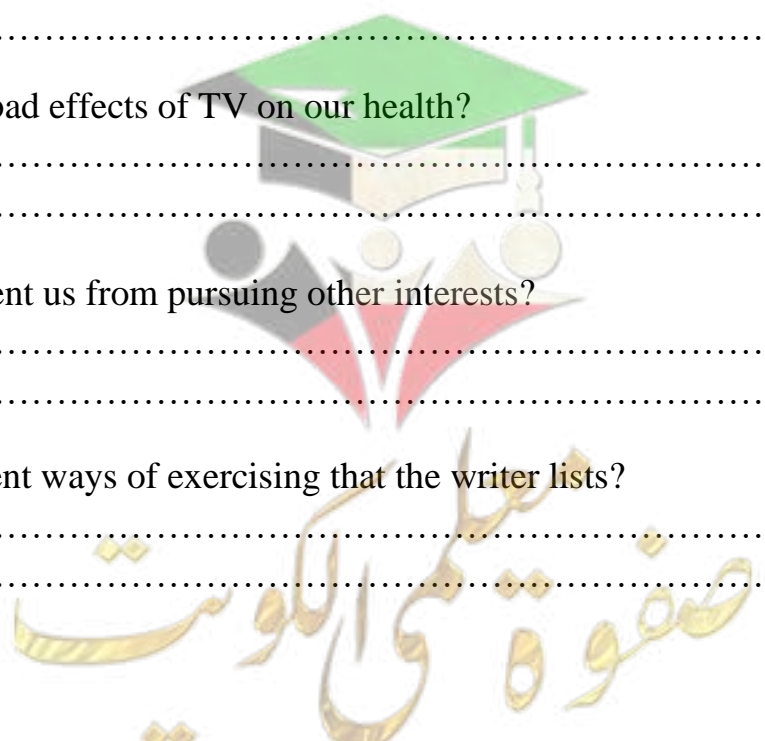 ………………………………………………………………
bad effects of TV on our health?
………………………………………………………………
………………………………………………………………
ent us from pursuing other interests?
………………………………………………………………
………………………………………………………………
ent ways of exercising that the writer lists?
………………………………………………………………
………………………………………………………………
صفوة معلمي الكويت